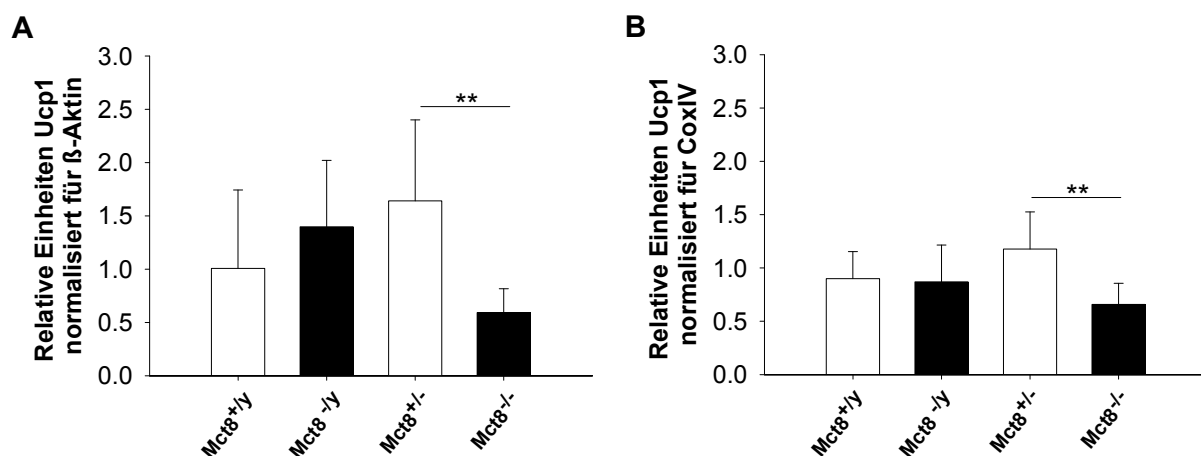 A
Relative Einheiten Ucp1
normalisiert für ß-Aktin
3.0
2.5
2.0
1.5
1.0
0.5
0.0
**
Mct8+/y
Mct8 -/y
Mct8+/-
Mct8-/-
B
Relative Einheiten Ucp1
normalisiert für CoxIV
3.0
2.5
2.0
1.5
1.0
0.5
0.0
**
Mct8+/y
Mct8 -/y
Mct8+/-
Mct8-/-